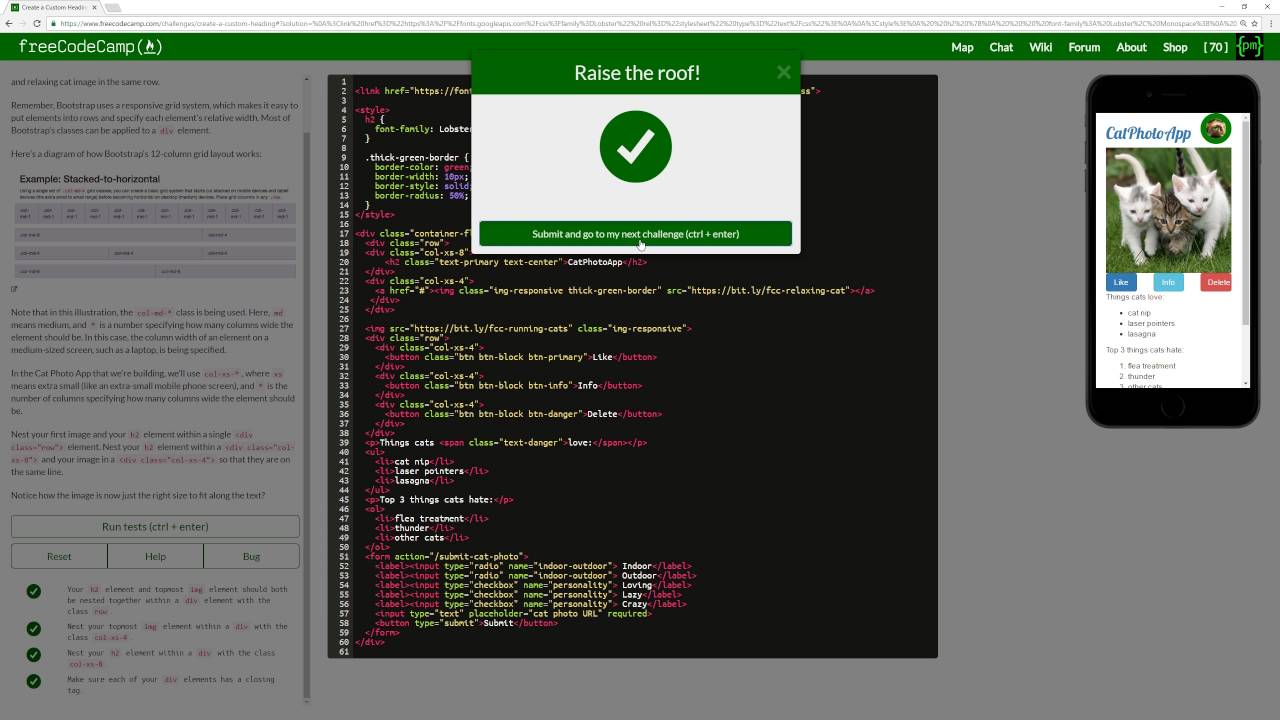 Create a Custom Headin
https://www.freecodecamp.com/challenges/create-a-custom-heading#?solution=%0A%3Clink%20href%3D%22https%3A%2F%2Ffonts.googleapis.com%2Fcss%3Ffamily%3DLobster%22%20rel%3D%22stylesheet%22%20type%3D%22text%2Fcss%22%3E%0A%0A%3Cstyle%3E%0A%20%20h2%20%7B%0A%20%20%20%20font-family%3A%20Lobster%2C%20Monospace%3B%0A%20
freeCodeCamp
Map Chat Wiki Forum About Shop [ 70 ] {pm}
and relaxing cat image in the same row.
Remember, Bootstrap uses a responsive grid system, which makes it easy to
put elements into rows and specify each element's relative width. Most of
Bootstrap's classes can be applied to a div element.
Here's a diagram of how Bootstrap's 12-column grid layout works:
Example: Stacked-to-horizontal
Note that in this illustration, the col-md-* class is being used. Here, md
means medium, and * is a number specifying how many columns wide the
element should be. In this case, the column width of an element on a
medium-sized screen, such as a laptop, is being specified.
In the Cat Photo App that we're building, we'll use col-xs-* , where xs
means extra small (like an extra-small mobile phone screen), and * is the
number of columns specifying how many columns wide the element should
be.
Nest your first image and your h2 element within a single <div
class="row"> element. Nest your h2 element within a <div class="col-
xs-8"> and your image in a <div class="col-xs-4"> so that they are on
the same line.
Notice how the image is now just the right size to fit along the text?
Run tests (ctrl + enter)
Reset Help Bug
Your h2 element and topmost img element should both
be nested together within a div element with the
class row .
Nest your topmost img element within a div with the
class col-xs-4 .
Nest your h2 element within a div with the class
col-xs-8 .
Make sure each of your div elements has a closing
tag.
1
2 <link href="https://fon ss">
3
4 <style>
5 h2 {
6 font-family: Lobste
7 }
8
9 .thick-green-border {
10 border-color: green
11 border-width: 10px;
12 border-style: solid
13 border-radius: 50%;
14 }
15 </style>
16
17 <div class="container-fl
18 <div class="row">
19 <div class="col-xs-8"
20 <h2 class="text-primary text-center">CatPhotoApp</h2>
21 </div>
22 <div class="col-xs-4">
23 <a href="#"><img class="img-responsive thick-green-border" src="https://bit.ly/fcc-relaxing-cat"></a>
24 </div>
25 </div>
26
27 <img src="https://bit.ly/fcc-running-cats" class="img-responsive">
28 <div class="row">
29 <div class="col-xs-4">
30 <button class="btn btn-block btn-primary">Like</button>
31 </div>
32 <div class="col-xs-4">
33 <button class="btn btn-block btn-info">Info</button>
34 </div>
35 <div class="col-xs-4">
36 <button class="btn btn-block btn-danger">Delete</button>
37 </div>
38 </div>
39 <p>Things cats <span class="text-danger">love:</span></p>
40 <ul>
41 <li>cat nip</li>
42 <li>laser pointers</li>
43 <li>lasagna</li>
44 </ul>
45 <p>Top 3 things cats hate:</p>
46 <ol>
47 <li>flea treatment</li>
48 <li>thunder</li>
49 <li>other cats</li>
50 </ol>
51 <form action="/submit-cat-photo">
52 <label><input type="radio" name="indoor-outdoor"> Indoor</label>
53 <label><input type="radio" name="indoor-outdoor"> Outdoor</label>
54 <label><input type="checkbox" name="personality"> Loving</label>
55 <label><input type="checkbox" name="personality"> Lazy</label>
56 <label><input type="checkbox" name="personality"> Crazy</label>
57 <input type="text" placeholder="cat photo URL" required>
58 <button type="submit">Submit</button>
59 </form>
60 </div>
61
Raise the roof!
Submit and go to my next challenge (ctrl + enter)
CatPhotoApp
Like Info Delete
Things cats love:
cat nip
laser pointers
lasagna
Top 3 things cats hate:
1. flea treatment
2. thunder
3. other cats